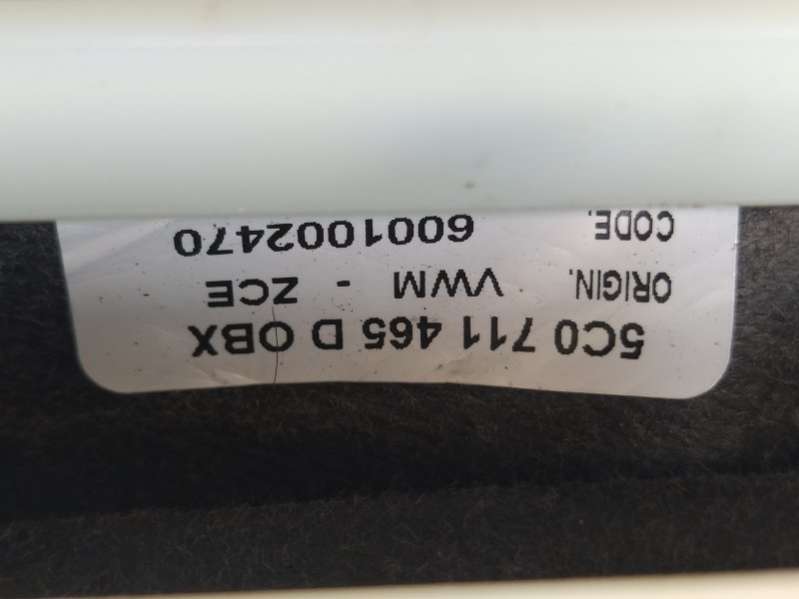 5C0 711 465 D OBX
ORIGIN. VWM - ZCE
CODE. 6001002470